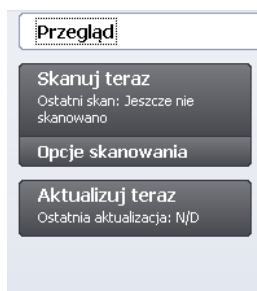 Przegląd
Skanuj teraz
Ostatni skan: Jeszcze nie
skanowano
Opcje skanowania
Aktualizuj teraz
Ostatnia aktualizacja: N/D